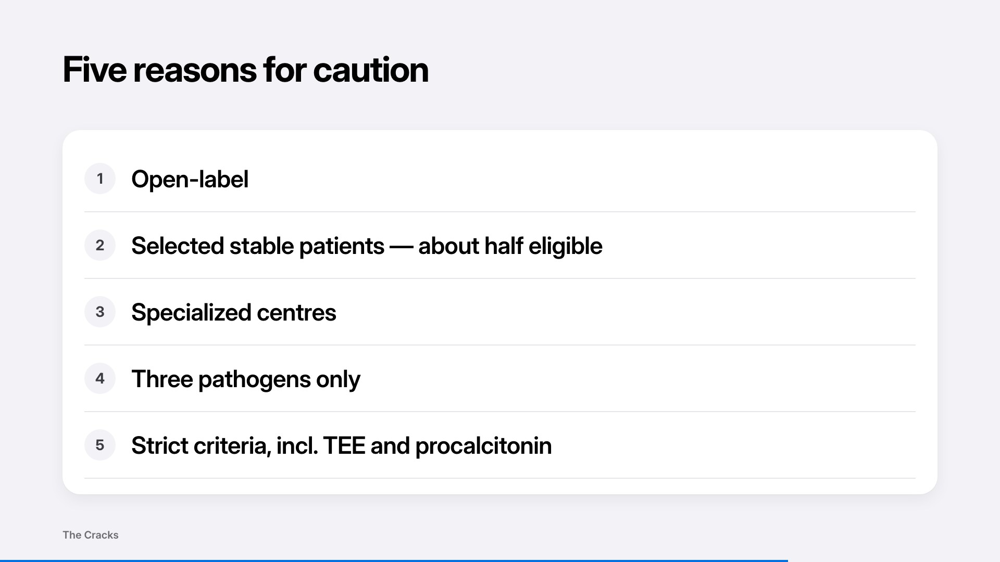 Five reasons for caution
1 Open-label
2 Selected stable patients — about half eligible
3 Specialized centres
4 Three pathogens only
5 Strict criteria, incl. TEE and procalcitonin
The Cracks